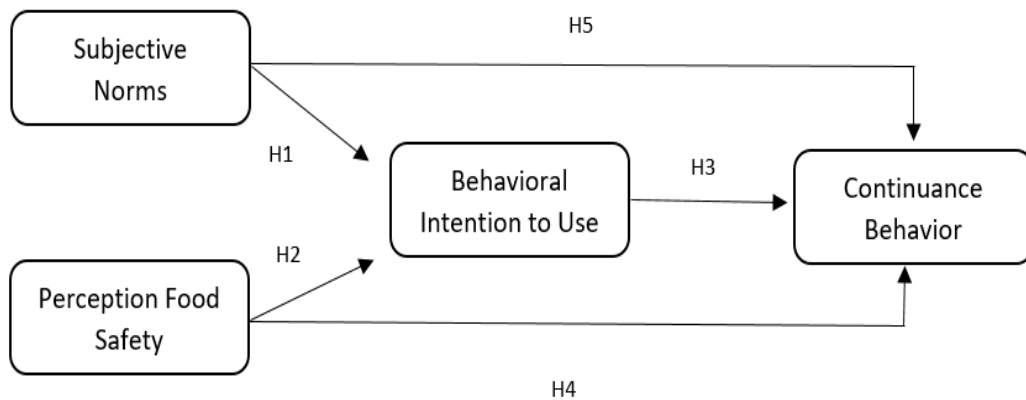 H5
Subjective
Norms
H1
Behavioral
Intention to Use
H3
Continuance
Behavior
H2
Perception Food
Safety
H4